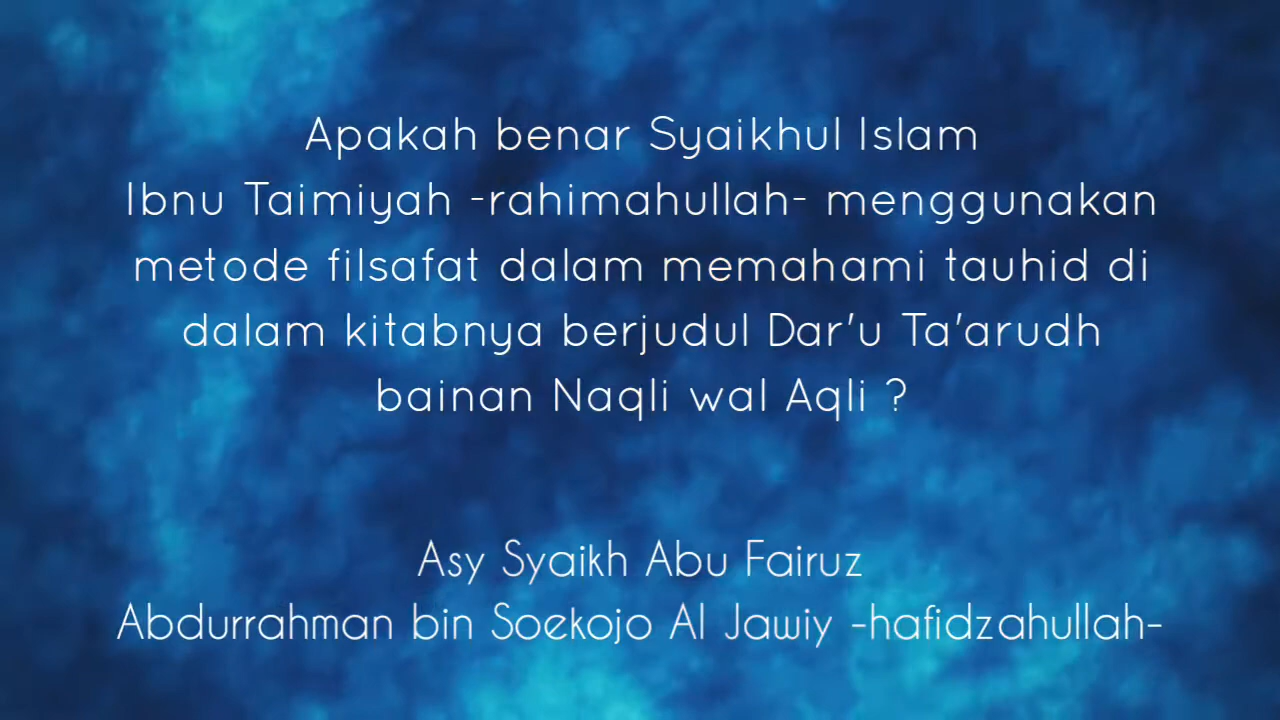 Apakah benar Syaikhul Islam
Ibnu Taimiyah -rahimahullah- menggunakan
metode filsafat dalam memahami tauhid di
dalam kitabnya berjudul Dar'u Ta'arudh
bainan Naqli wal Aqli ?
Asy Syaikh Abu Fairuz
Abdurrahman bin Soekojo Al Jawiy -hafidzahullah-